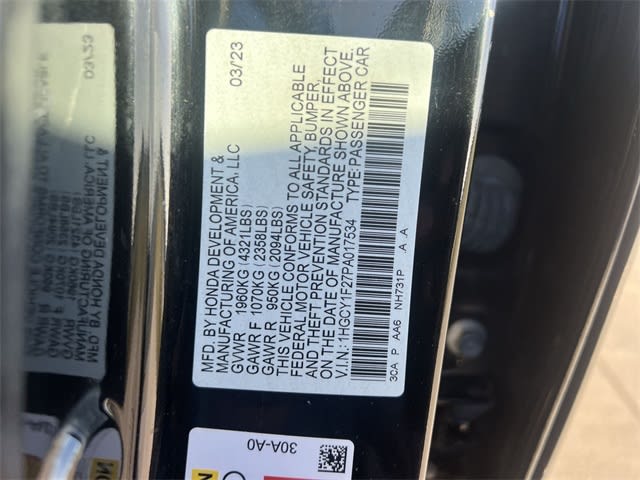 MFD. BY HONDA DEVELOPMENT & 03/23
MANUFACTURING OF AMERICA, LLC
GVWR 1960KG (4321LBS)
GAWR F 1070KG (2358LBS)
GAWR R 950KG (2094LBS)
THIS VEHICLE CONFORMS TO ALL APPLICABLE
FEDERAL MOTOR VEHICLE SAFETY, BUMPER,
AND THEFT PREVENTION STANDARDS IN EFFECT
ON THE DATE OF MANUFACTURE SHOWN ABOVE.
V.I.N.: 1HGCY1F27PA017534 TYPE:PASSENGER CAR
3CA P AA6 NH731P . A .A
30A-A0